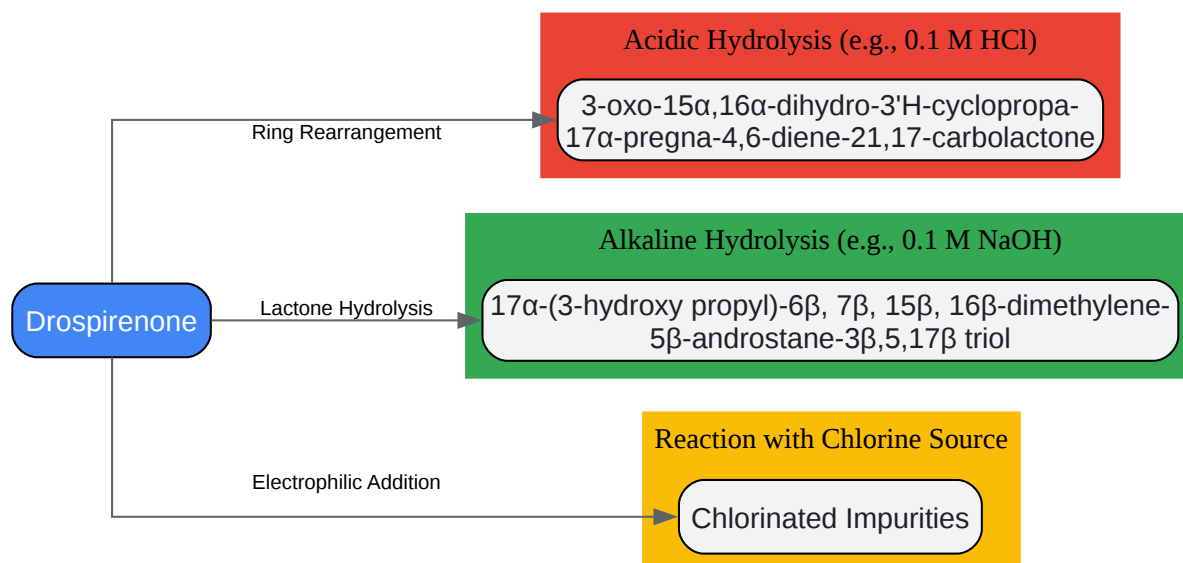 Acidic Hydrolysis (e.g., 0.1 M HCl)
3-oxo-15α,16α-dihydro-3'H-cyclopropa-
17α-pregna-4,6-diene-21,17-carbolactone
Ring Rearrangement
Alkaline Hydrolysis (e.g., 0.1 M NaOH)
Drospirenone
Lactone Hydrolysis
17α-(3-hydroxy propyl)-6β, 7β, 15β, 16β-dimethylene-
5β-androstane-3β,5,17β triol
Reaction with Chlorine Source
Electrophilic Addition
Chlorinated Impurities